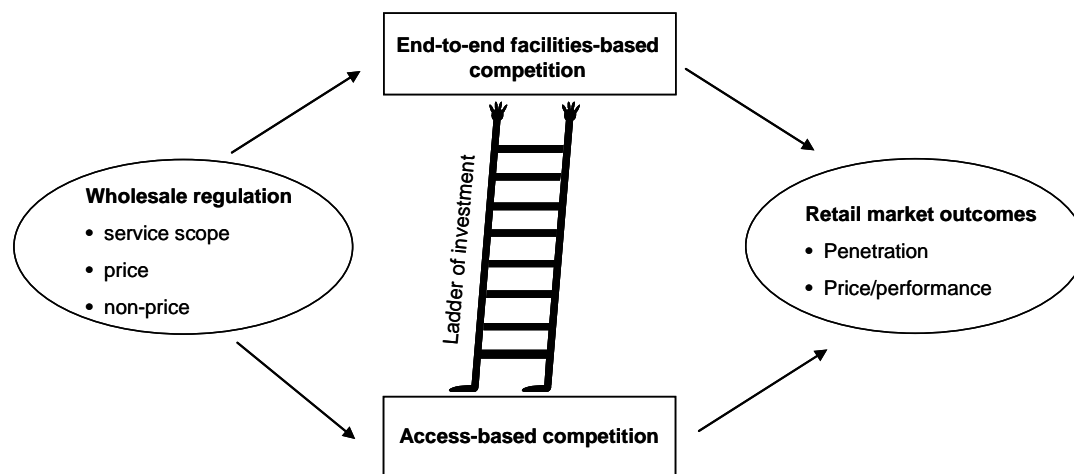 End-to-end facilities-based
competition
Wholesale regulation
• service scope
• price
• non-price
Ladder of investment
Retail market outcomes
• Penetration
• Price/performance
Access-based competition